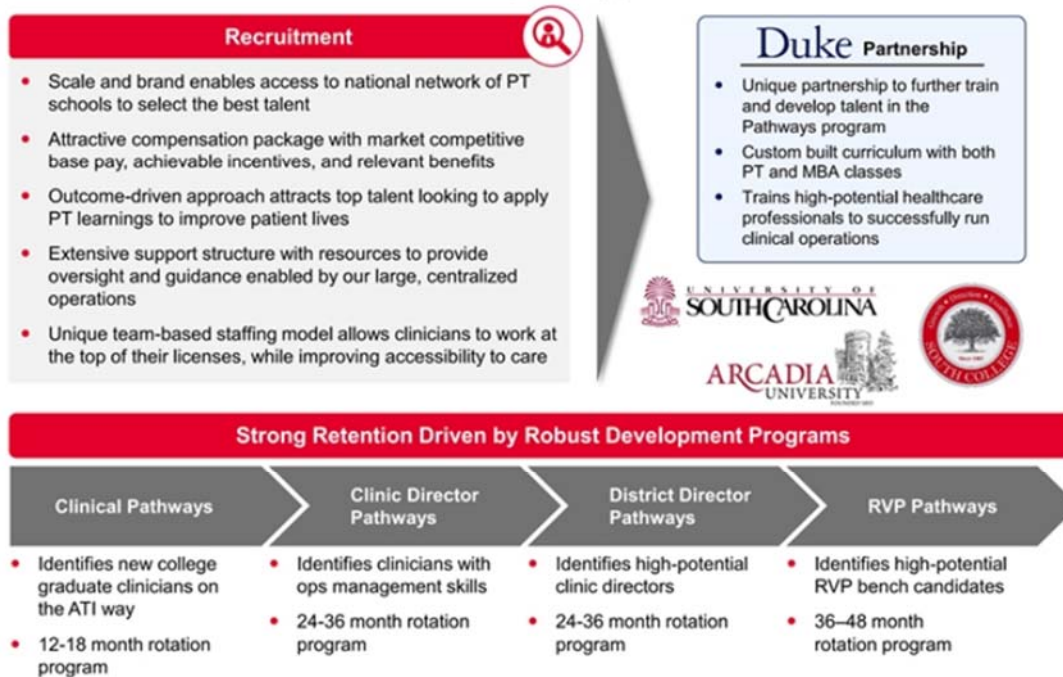 Recruitment
• Scale and brand enables access to national network of PT
schools to select the best talent
• Attractive compensation package with market competitive
base pay, achievable incentives, and relevant benefits
• Outcome-driven approach attracts top talent looking to apply
PT learnings to improve patient lives
• Extensive support structure with resources to provide
oversight and guidance enabled by our large, centralized
operations
• Unique team-based staffing model allows clinicians to work at
the top of their licenses, while improving accessibility to care
Duke Partnership
• Unique partnership to further train
and develop talent in the
Pathways program
• Custom built curriculum with both
PT and MBA classes
• Trains high-potential healthcare
professionals to successfully run
clinical operations
UNIVERSITY OF
SOUTH CAROLINA
ARCADIA
UNIVERSITY
SOUTH COLLEGE
Strong Retention Driven by Robust Development Programs
Clinical Pathways
• Identifies new college
graduate clinicians on
the ATI way
• 12-18 month rotation
program
Clinic Director
Pathways
• Identifies clinicians with
ops management skills
• 24-36 month rotation
program
District Director
Pathways
• Identifies high-potential
clinic directors
• 24-36 month rotation
program
RVP Pathways
• Identifies high-potential
RVP bench candidates
• 36–48 month
rotation program